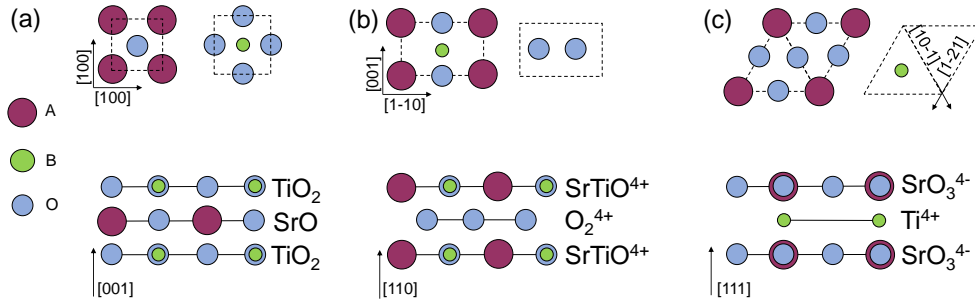 (a)
[100]
[100]
A
B
O
TiO2
SrO
TiO2
[001]
(b)
[001]
[1-10]
SrTiO⁴⁺
O₂⁴⁺
SrTiO⁴⁺
[110]
(c)
[10-1]
[1-21]
SrO₃⁴⁻
Ti⁴⁺
SrO₃⁴⁻
[111]